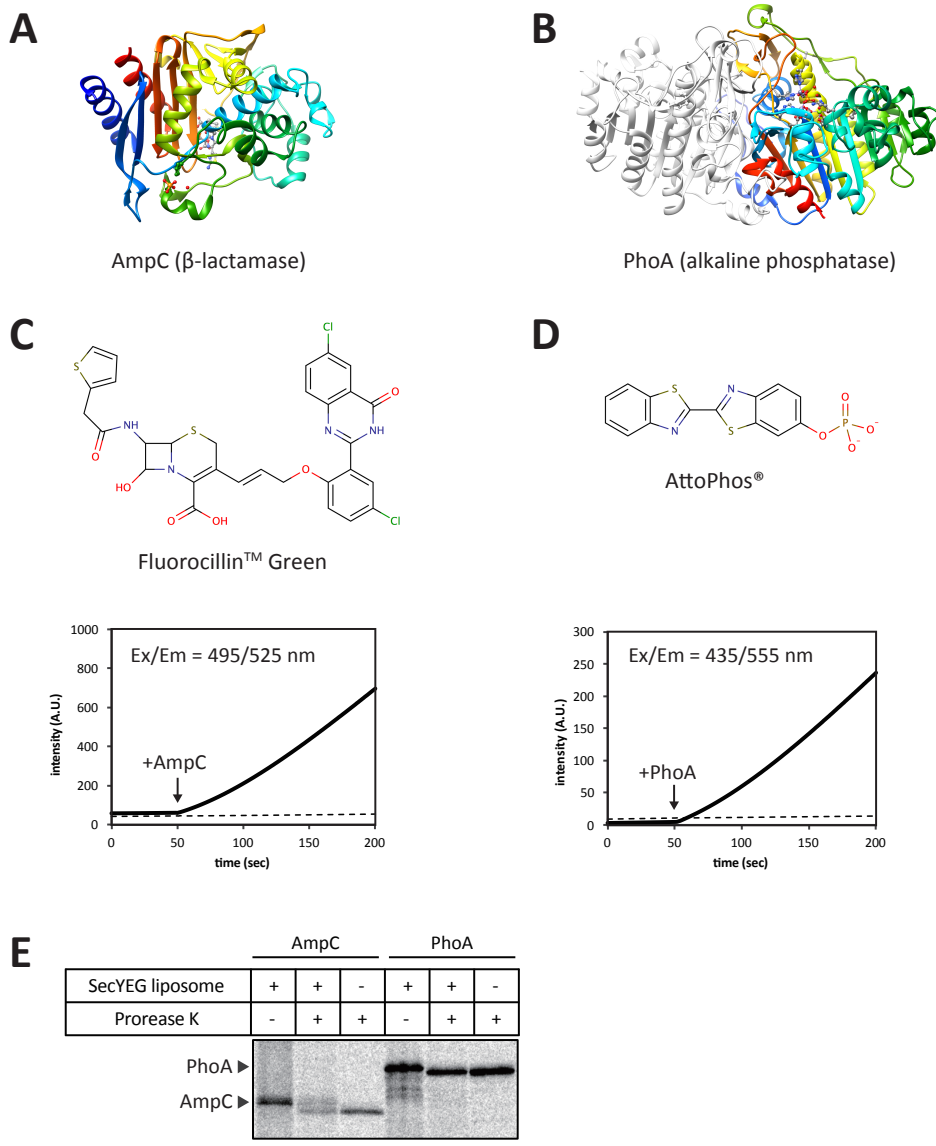 A
B
AmpC (β-lactamase)
PhoA (alkaline phosphatase)
C
D
Cl
S
O
NH
N
NH
S
O
N
HO
O
O
OH
Cl
S
N
N
S
O
P
O
O⁻
O⁻
AttoPhos®
Fluorocillin™ Green
1000
800
600
400
200
0
intensity (A.U.)
Ex/Em = 495/525 nm
+AmpC
0 50 100 150 200
time (sec)
300
250
200
150
100
50
0
intensity (A.U.)
Ex/Em = 435/555 nm
+PhoA
0 50 100 150 200
time (sec)
E
AmpC PhoA
SecYEG liposome + + - + + -
Prorease K - + + - + +
PhoA
AmpC